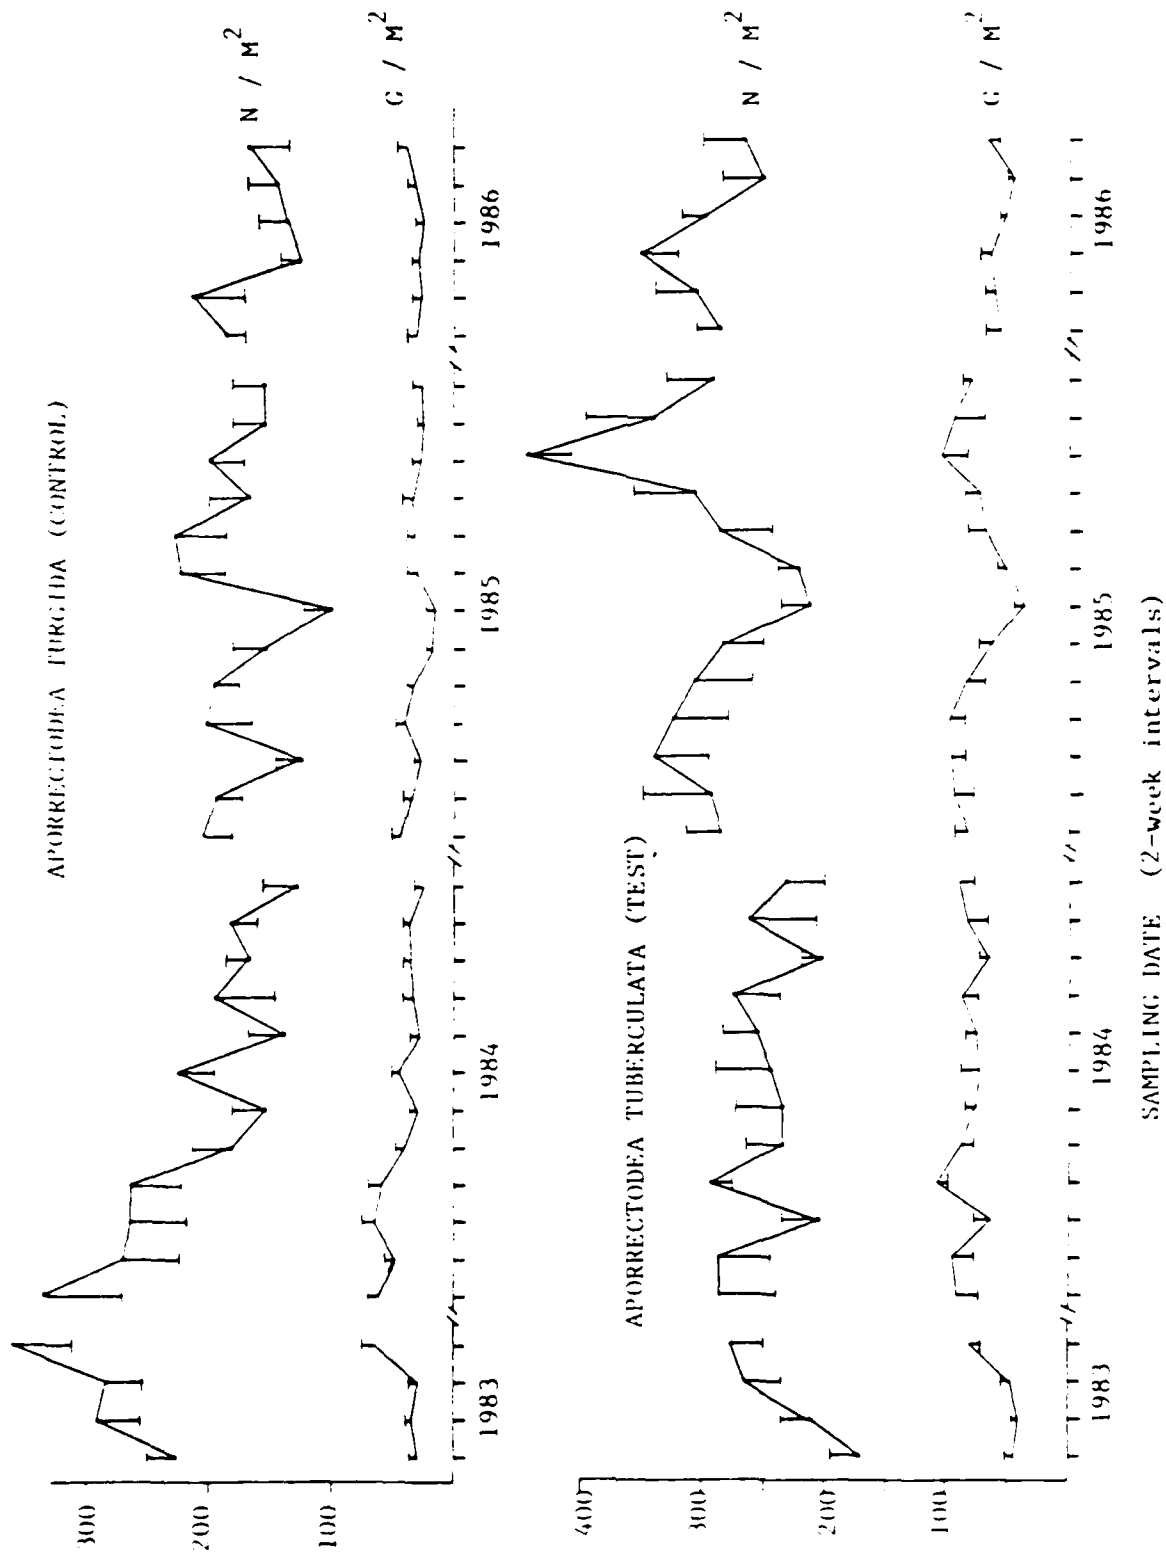 APORRECTODEA TURGIDA (CONTROL)
N / M²
G / M²
300
200
100
1983
1984
1985
1986
APORRECTODEA TUBERCULATA (TEST)
N / M²
G / M²
400
300
200
100
1983
1984
1985
1986
SAMPLING DATE (2-week intervals)